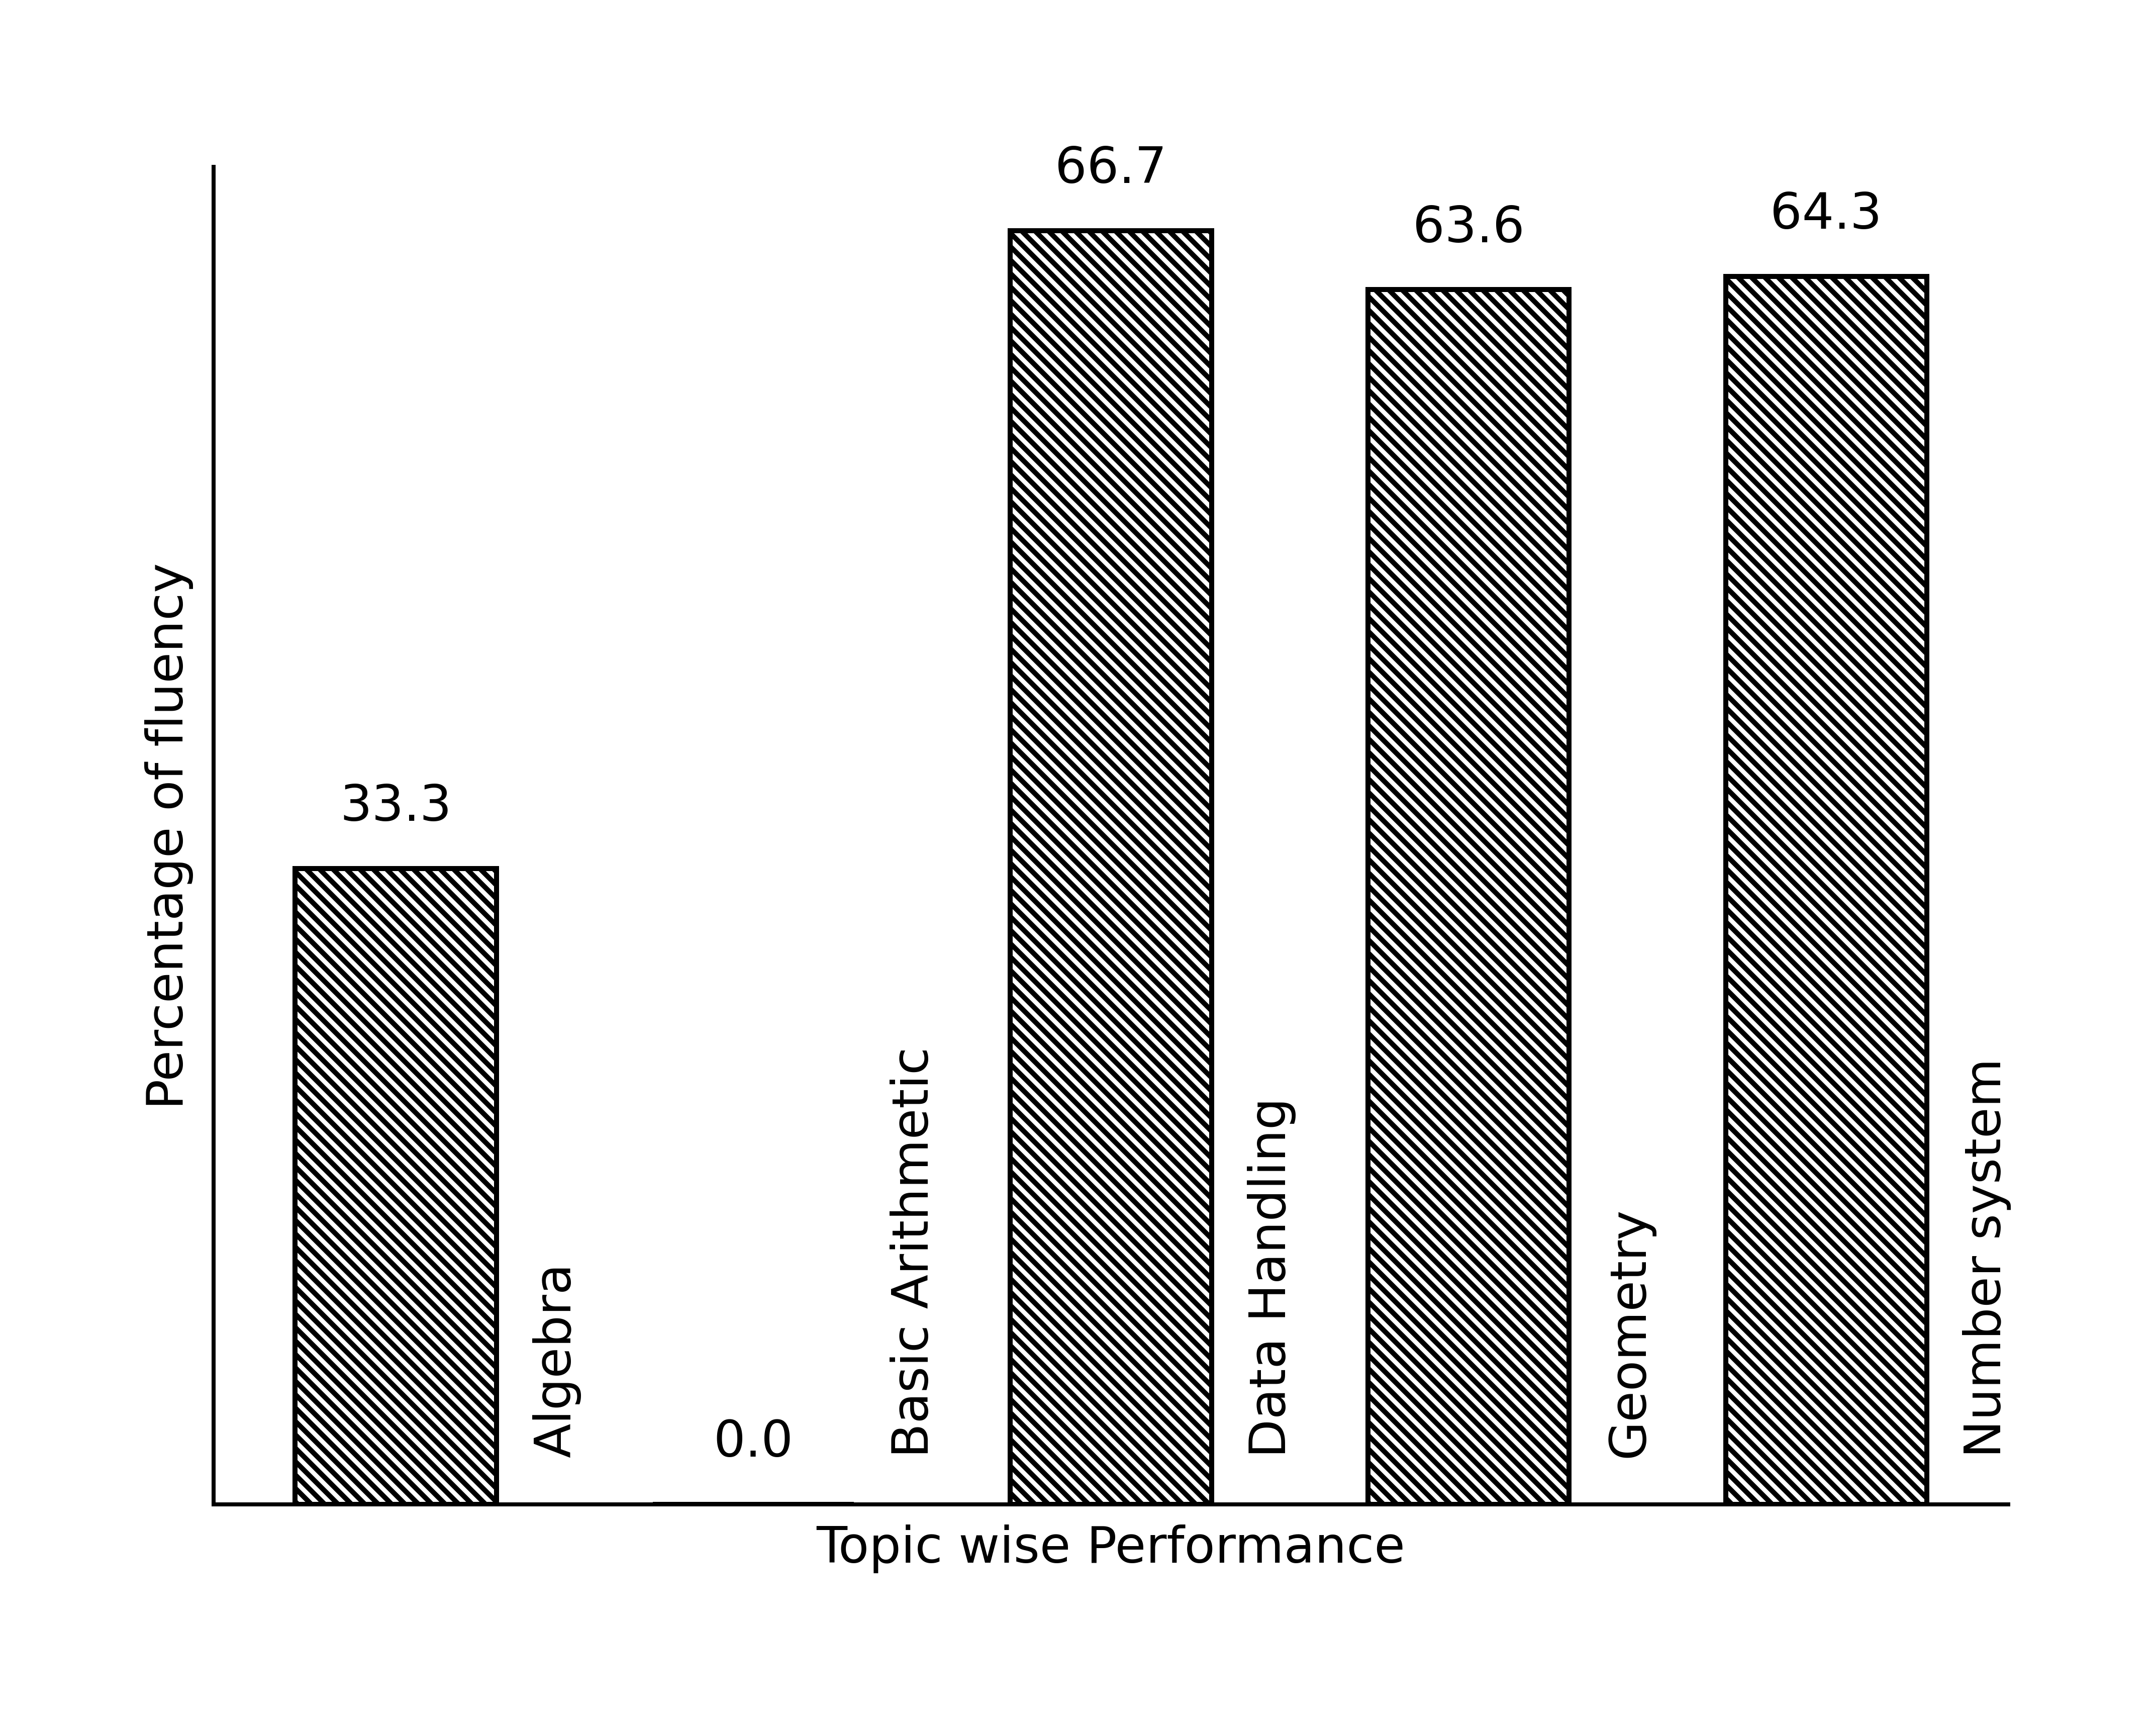 66.7
64.3
63.6
33.3
0.0
Percentage of fluency
Algebra
Basic Arithmetic
Data Handling
Geometry
Number system
Topic wise Performance